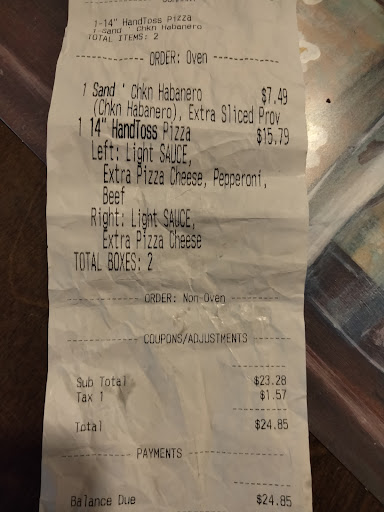 1-14" HandToss Pizza
1-Sand ' Chkn Habanero
TOTAL ITEMS: 2
ORDER: Oven
1 Sand ' Chkn Habanero $7.49
(Chkn Habanero), Extra Sliced Prov
1 14" HandToss Pizza $15.79
Left: Light SAUCE,
Extra Pizza Cheese, Pepperoni,
Beef
Right: Light SAUCE,
Extra Pizza Cheese
TOTAL BOXES: 2
ORDER: Non-Oven
COUPONS/ADJUSTMENTS
Sub Total $23.28
Tax 1 $1.57
Total $24.85
PAYMENTS
Balance Due $24.85